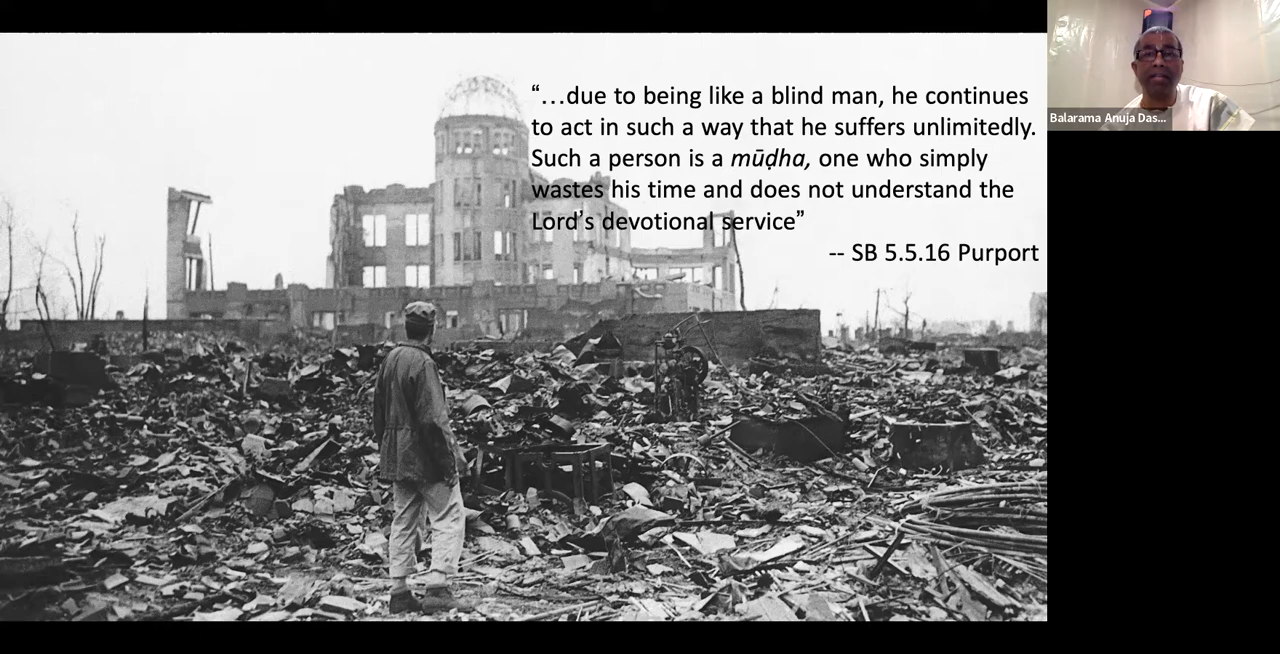 “…due to being like a blind man, he continues
to act in such a way that he suffers unlimitedly.
Such a person is a mūḍha, one who simply
wastes his time and does not understand the
Lord’s devotional service”
-- SB 5.5.16 Purport
Balarama Anuja Das...